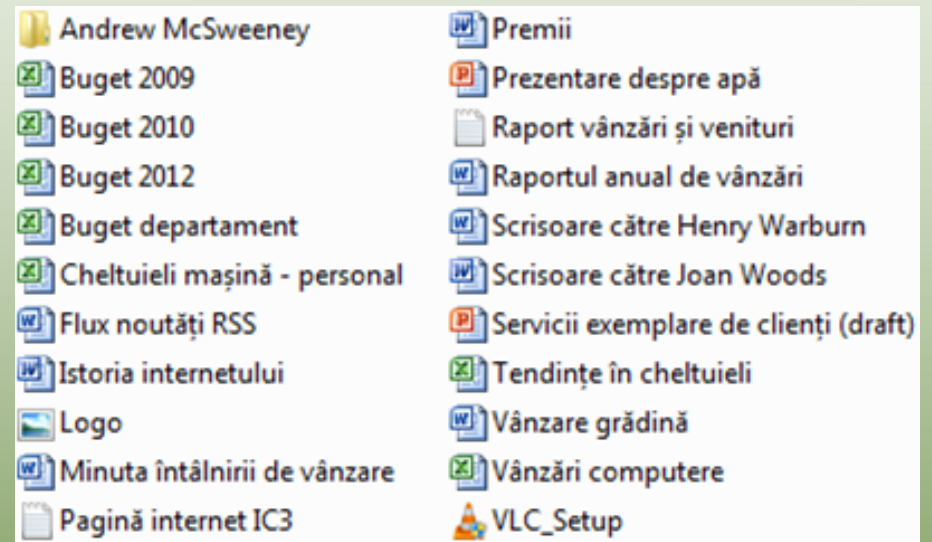 Andrew McSweeney
Buget 2009
Buget 2010
Buget 2012
Buget departament
Cheltuieli mașină - personal
Flux noutăți RSS
Istoria internetului
Logo
Minuta întâlnirii de vânzare
Pagină internet IC3
Premii
Prezentare despre apă
Raport vânzări și venituri
Raportul anual de vânzări
Scrisoare către Henry Warburn
Scrisoare către Joan Woods
Servicii exemplare de clienți (draft)
Tendințe în cheltuieli
Vânzare grădină
Vânzări computere
VLC_Setup